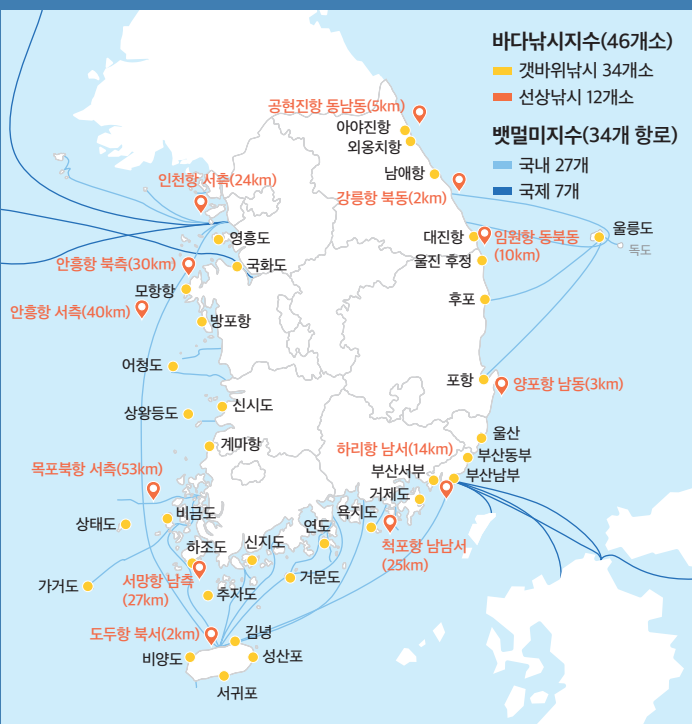 바다낚시지수(46개소)
갯바위낚시 34개소
선상낚시 12개소
뱃멀미지수(34개 항로)
국내 27개
국제 7개
공현진항 동남동(5km)
아야진항
외옹치항
남애항
인천항 서측(24km)
강릉항 북동(2km)
영흥도
대진항
임원항 동북동
(10km)
울릉도
독도
안흥항 북측(30km)
국화도
울진 후정
모항항
안흥항 서측(40km)
후포
방포항
어청도
포항
양포항 남동(3km)
상왕등도
신시도
계마항
울산
하리항 남서(14km)
부산동부
목포북항 서측(53km)
부산서부
부산남부
거제도
비금도
상태도
욕지도
연도
신지도
하조도
척포항 남남서
(25km)
가거도
서망항 남측
(27km)
거문도
추자도
도두항 북서(2km)
김녕
비양도
성산포
서귀포